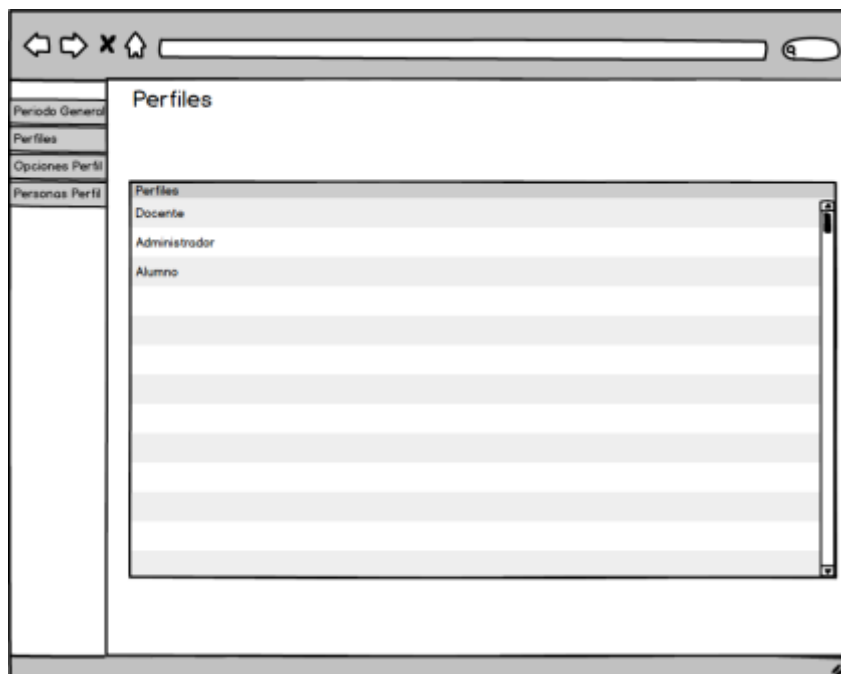 Perfiles
Periodo General
Perfiles
Opciones Perfil
Personas Perfil
Perfiles
Docente
Administrador
Alumno